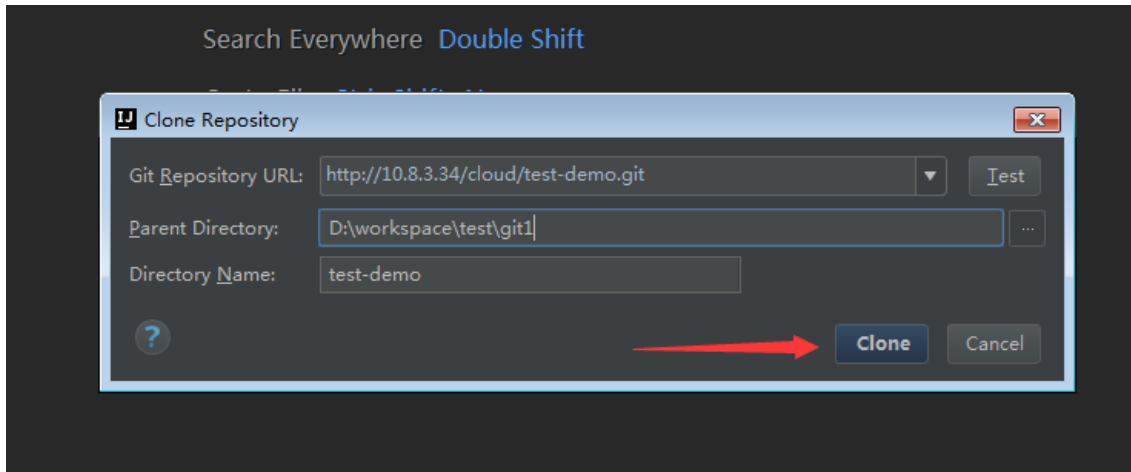 Search Everywhere Double Shift
Clone Repository
Git Repository URL: http://10.8.3.34/cloud/test-demo.git Test
Parent Directory: D:\workspace\test\git1 ...
Directory Name: test-demo
? Clone Cancel